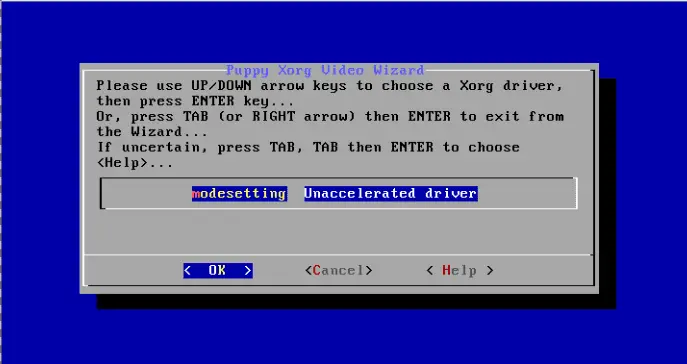 Puppy Xorg Video Wizard
Please use UP/DOWN arrow keys to choose a Xorg driver,
then press ENTER key...
Or, press TAB (or RIGHT arrow) then ENTER to exit from
the Wizard...
If uncertain, press TAB, TAB then ENTER to choose
<Help>...
modesetting Unaccelerated driver
< OK > <Cancel> < Help >